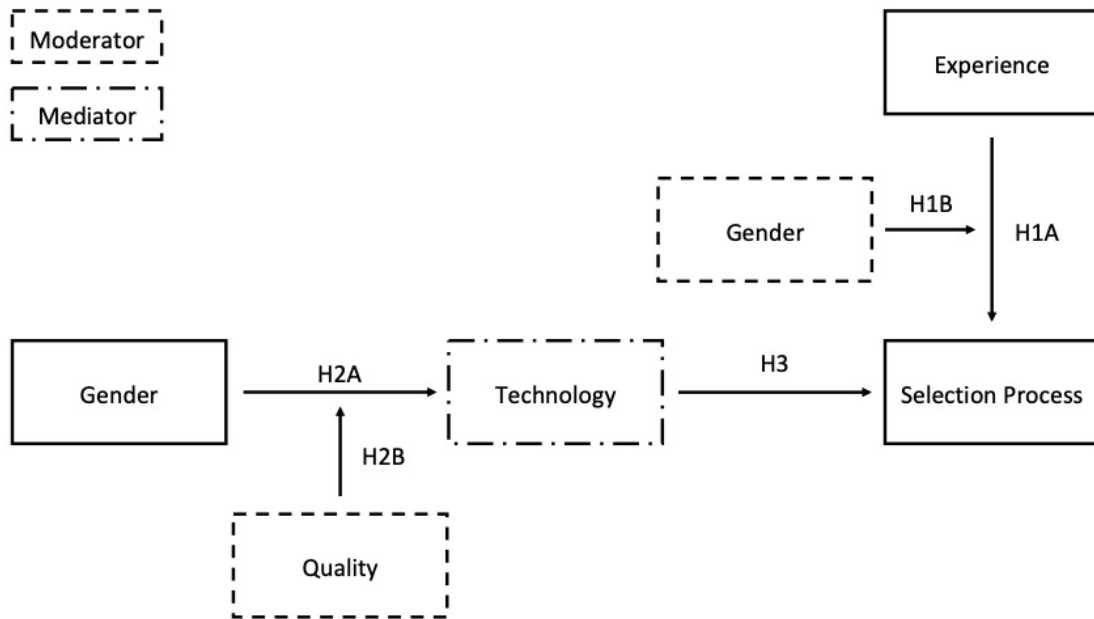 Moderator
Mediator
Experience
Gender
H1B
H1A
Gender
H2A
Technology
H3
Selection Process
H2B
Quality